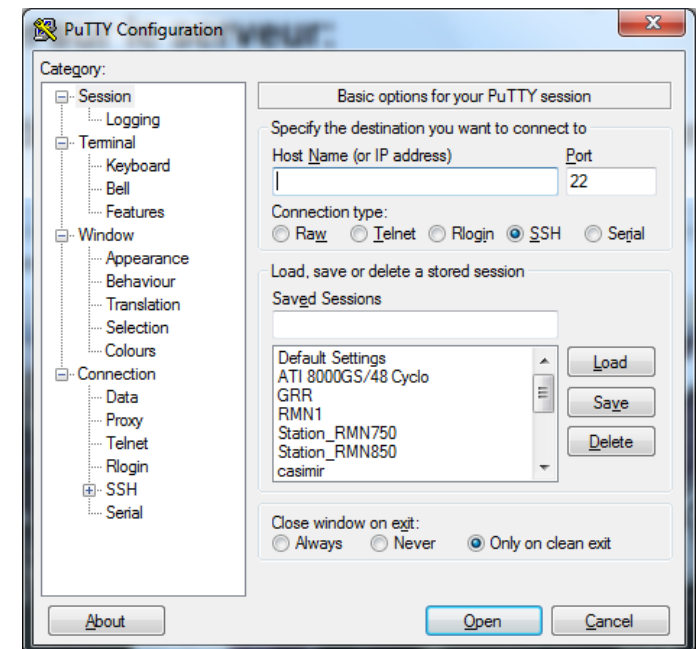 PuTTY Configuration
Category:
Session
Logging
Terminal
Keyboard
Bell
Features
Window
Appearance
Behaviour
Translation
Selection
Colours
Connection
Data
Proxy
Telnet
Rlogin
SSH
Serial
Basic options for your PuTTY session
Specify the destination you want to connect to
Host Name (or IP address) Port
22
Connection type:
Raw Telnet Rlogin SSH Serial
Load, save or delete a stored session
Saved Sessions
Default Settings
ATI 8000GS/48 Cyclo
GRR
RMN1
Station_RMN750
Station_RMN850
casimir
Load
Save
Delete
Close window on exit:
Always Never Only on clean exit
About Open Cancel